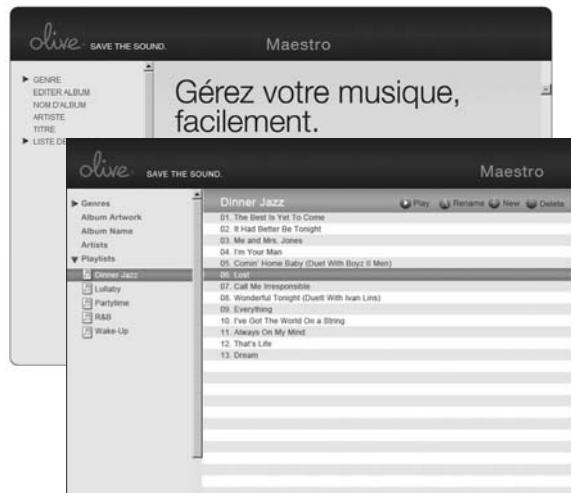 olive SAVE THE SOUND.
Maestro
GENRE
EDITER ALBUM
NOM D'ALBUM
ARTISTE
TITRE
LISTE DE
Gérez votre musique,
facilement.
olive SAVE THE SOUND.
Maestro
Genres
Album Artwork
Album Name
Artists
Playlists
Dinner Jazz
Lullaby
Partytime
R&B
Wake-Up
Dinner Jazz
Play Rename New Delete
01. The Best Is Yet To Come
02. It Had Better Be Tonight
03. Me and Mrs. Jones
04. I'm Your Man
05. Comin' Home Baby (Duet With Boyz II Men)
06. Lost
07. Call Me Irresponsible
08. Wonderful Tonight (Duett With Ivan Lins)
09. Everything
10. I've Got The World On a String
11. Always On My Mind
12. That's Life
13. Dream